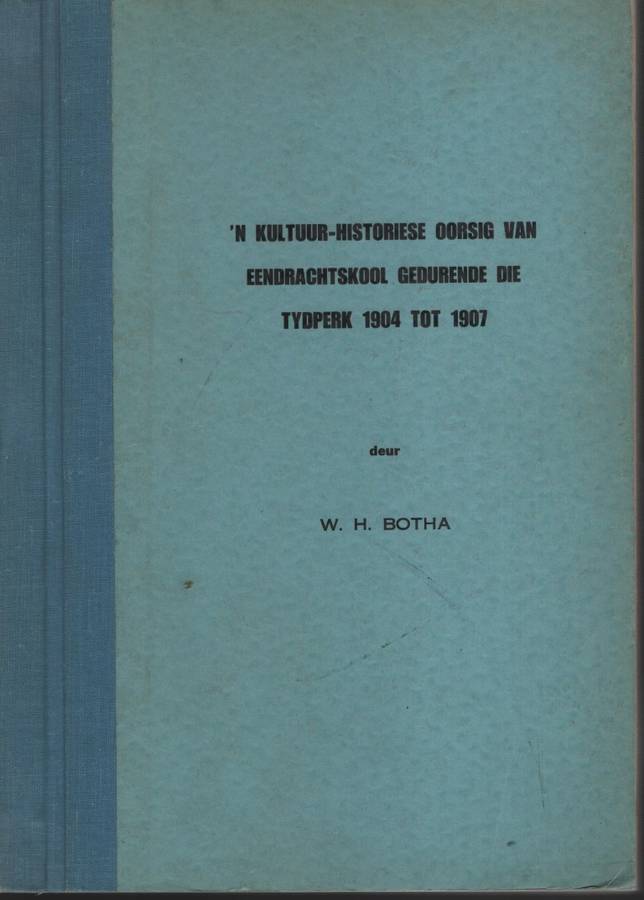 'N KULTUUR-HISTORIESE OORSIG VAN
EENDRACHTSKOOL GEDURENDE DIE
TYDPERK 1904 TOT 1907
deur
W. H. BOTHA